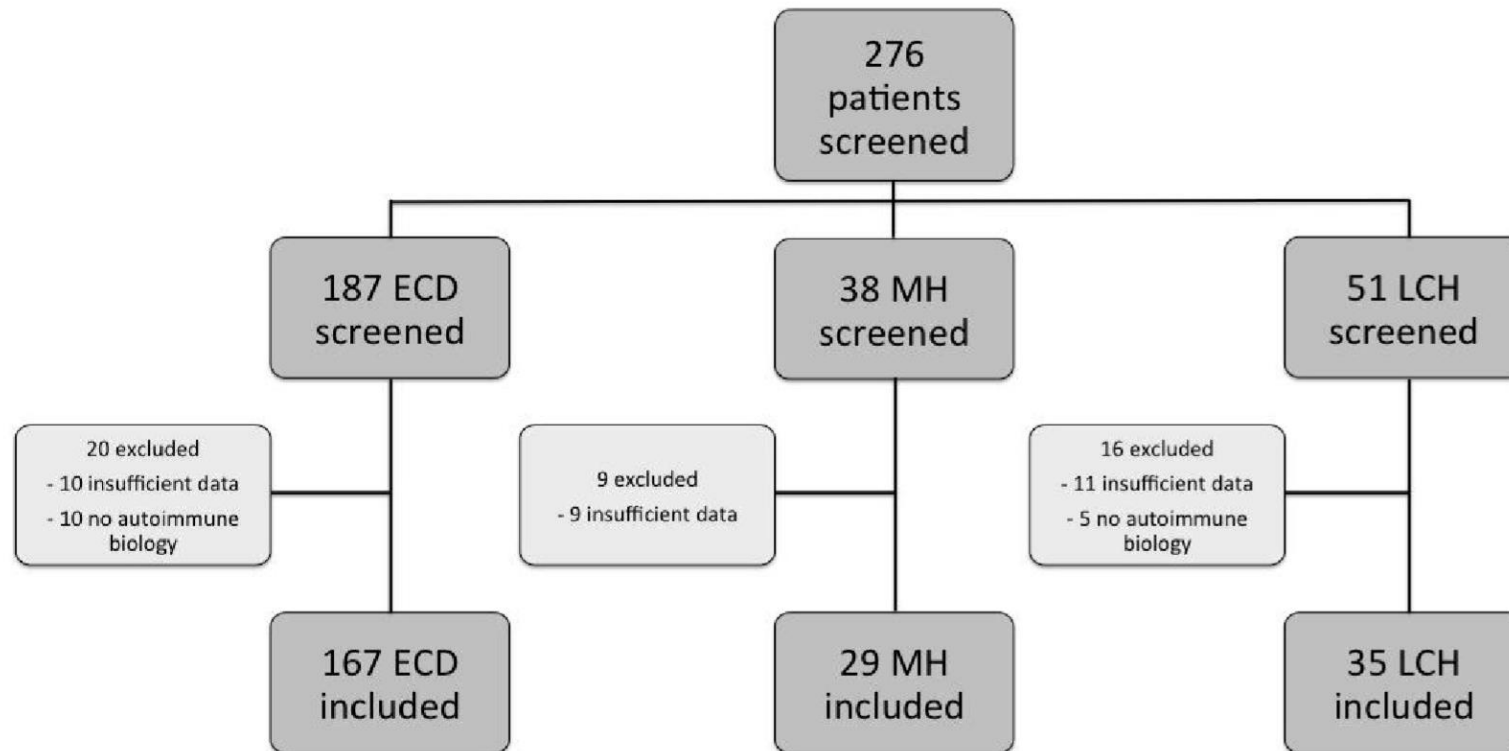 276
patients
screened
187 ECD
screened
38 MH
screened
51 LCH
screened
20 excluded
- 10 insufficient data
- 10 no autoimmune
biology
9 excluded
- 9 insufficient data
16 excluded
- 11 insufficient data
- 5 no autoimmune
biology
167 ECD
included
29 MH
included
35 LCH
included